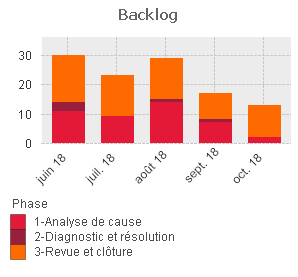 Backlog
30
20
10
0
juin 18
juil. 18
août 18
sept. 18
oct. 18
Phase
1-Analyse de cause
2-Diagnostic et résolution
3-Revue et clôture